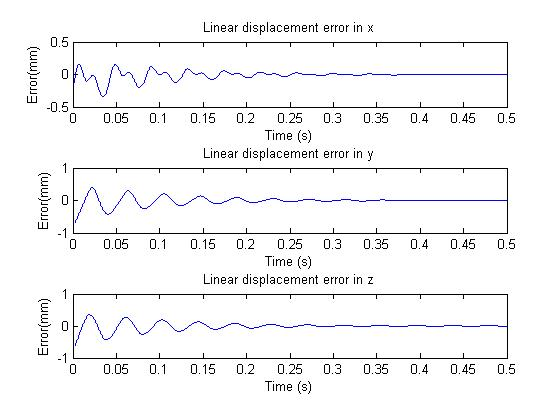 Linear displacement error in x
0.5
0
-0.5
Error(mm)
0 0.05 0.1 0.15 0.2 0.25 0.3 0.35 0.4 0.45 0.5
Time (s)
Linear displacement error in y
1
0
-1
Error(mm)
0 0.05 0.1 0.15 0.2 0.25 0.3 0.35 0.4 0.45 0.5
Time (s)
Linear displacement error in z
1
0
-1
Error(mm)
0 0.05 0.1 0.15 0.2 0.25 0.3 0.35 0.4 0.45 0.5
Time (s)